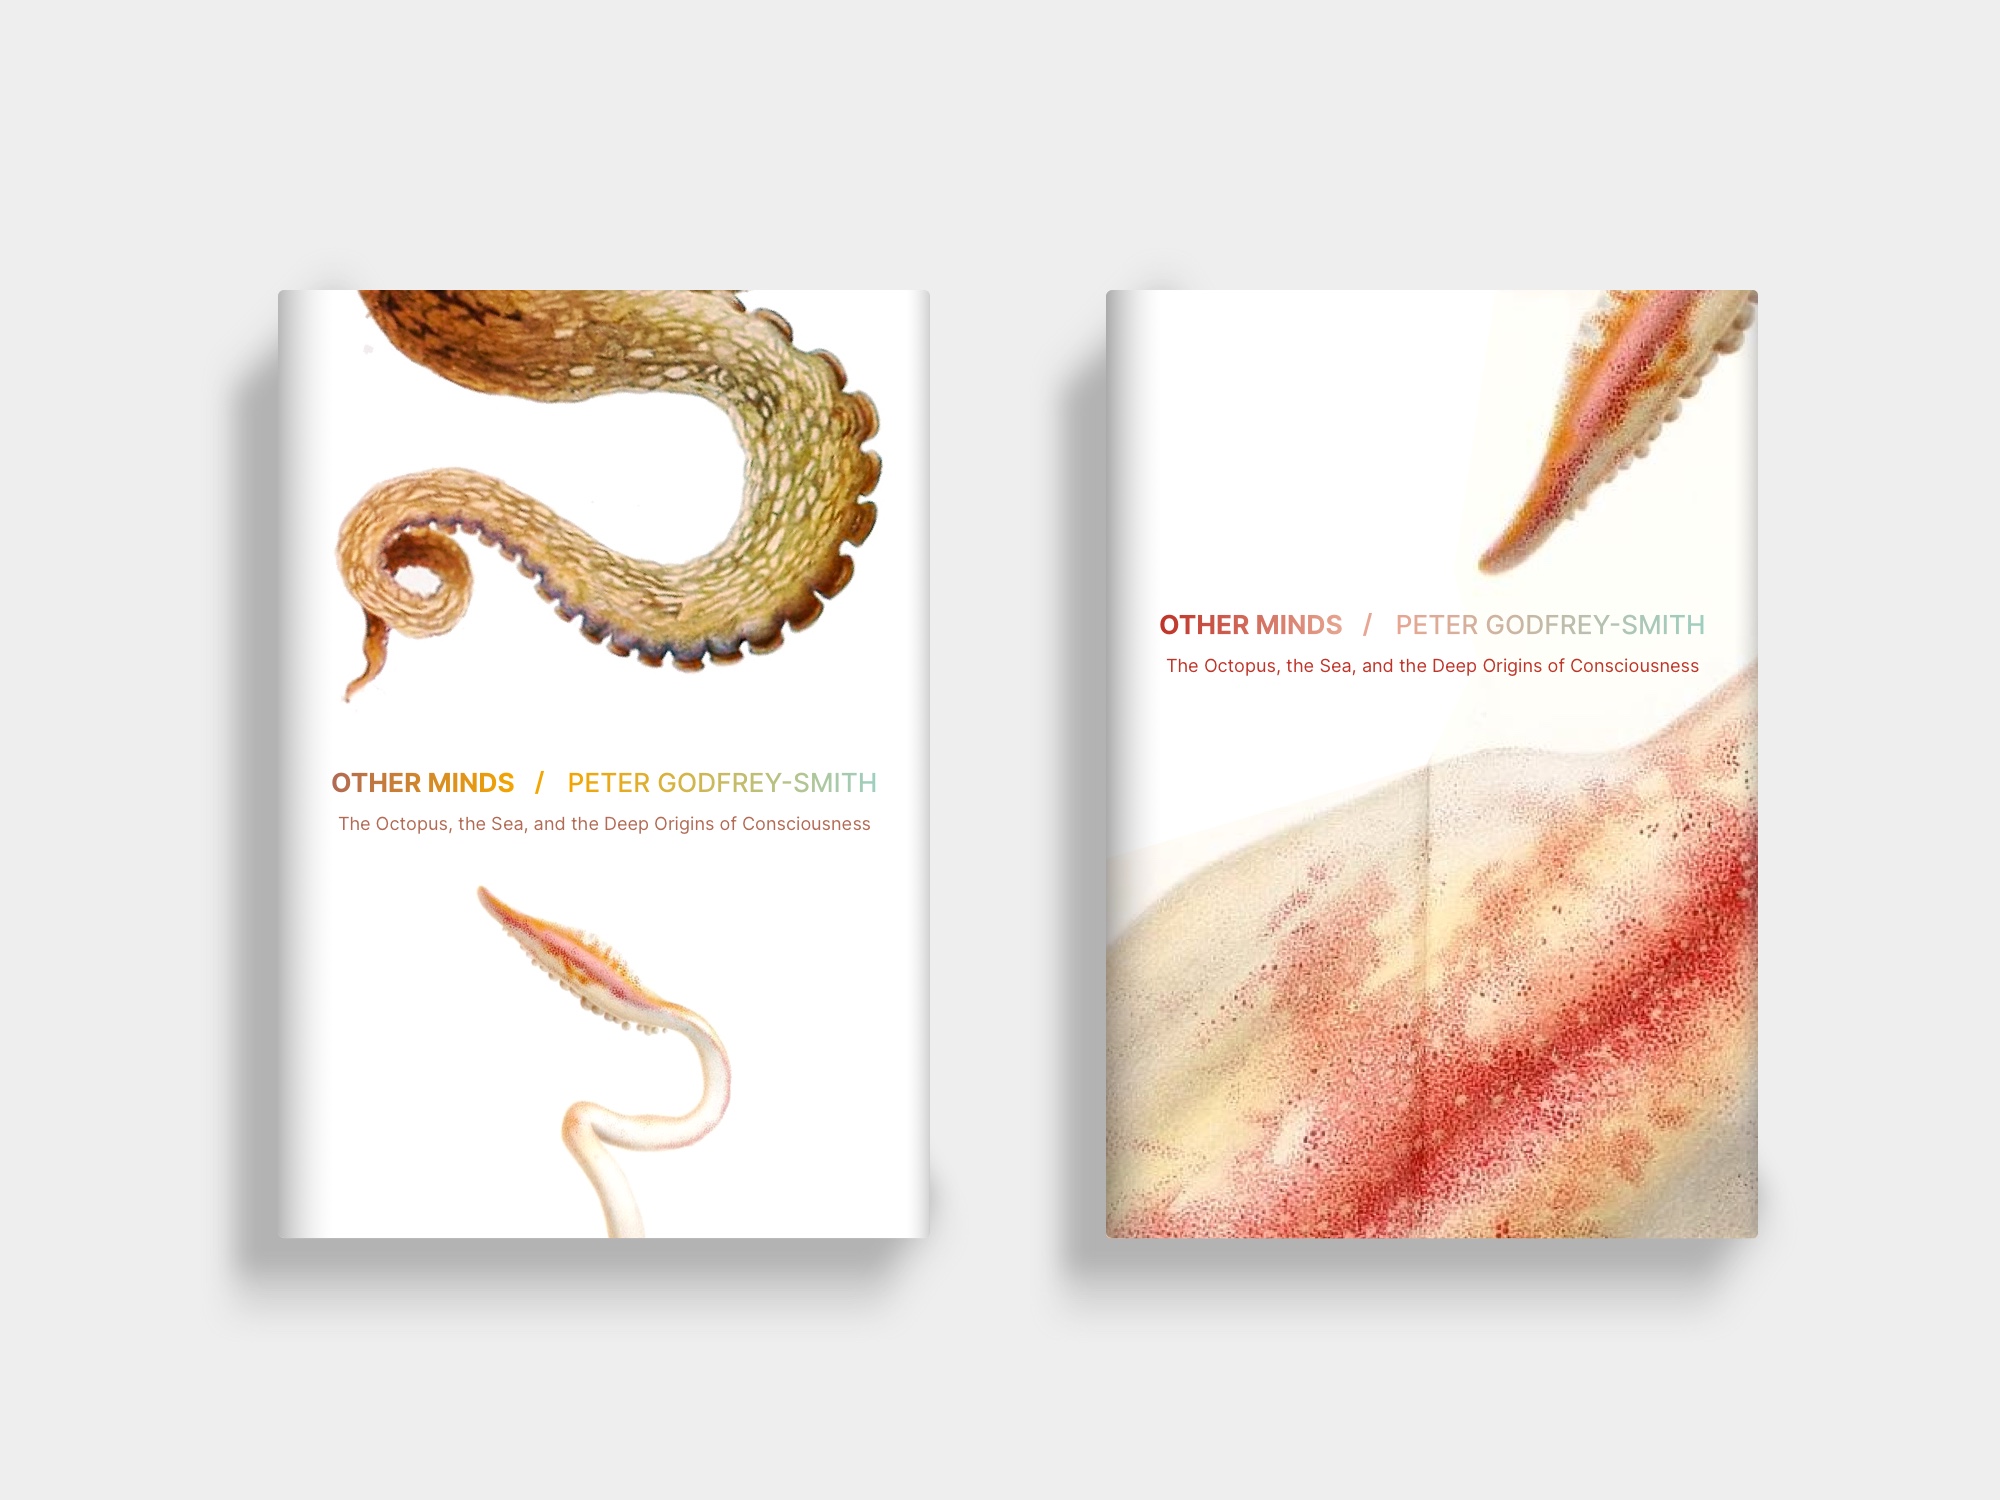 OTHER MINDS / PETER GODFREY-SMITH
The Octopus, the Sea, and the Deep Origins of Consciousness
OTHER MINDS / PETER GODFREY-SMITH
The Octopus, the Sea, and the Deep Origins of Consciousness